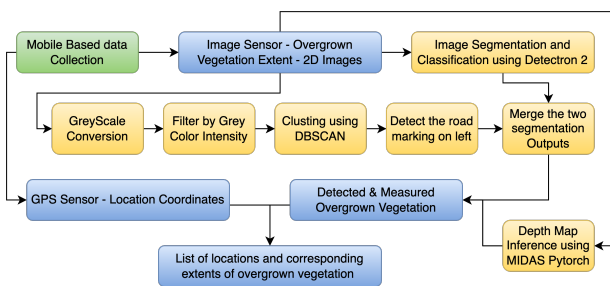 Mobile Based data
Collection
Image Sensor - Overgrown
Vegetation Extent - 2D Images
Image Segmentation and
Classification using Detectron 2
GreyScale
Conversion
Filter by Grey
Color Intensity
Clusting using
DBSCAN
Detect the road
marking on left
Merge the two
segmentation
Outputs
GPS Sensor - Location Coordinates
Detected & Measured
Overgrown Vegetation
Depth Map
Inference using
MIDAS Pytorch
List of locations and corresponding
extents of overgrown vegetation